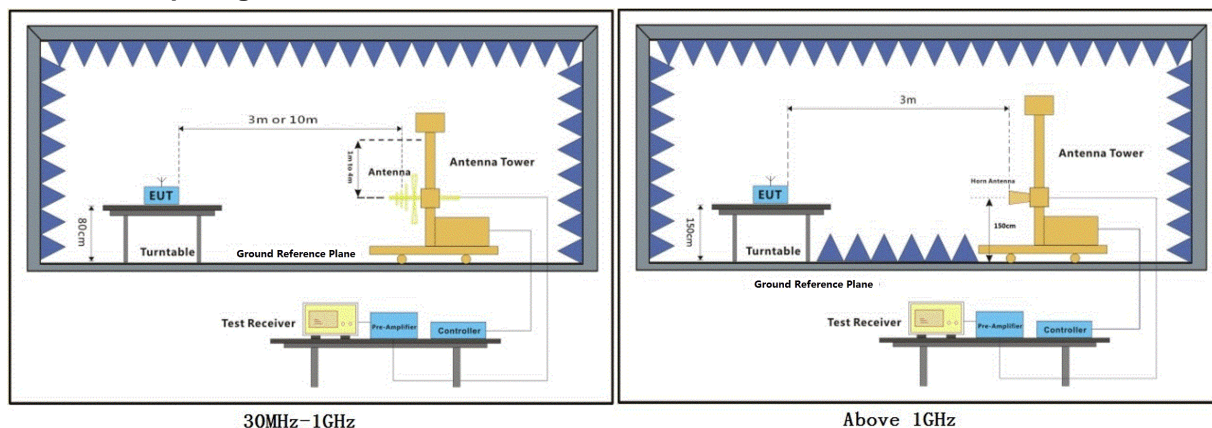 3m or 10m
1m to 4m
Antenna
Antenna Tower
EUT
80cm
Turntable
Ground Reference Plane
Test Receiver
Pre-Amplifier
Controller
30MHz-1GHz
3m
Antenna Tower
Horn Antenna
EUT
150cm
150cm
Turntable
Ground Reference Plane
Test Receiver
Pre-Amplifier
Controller
Above 1GHz